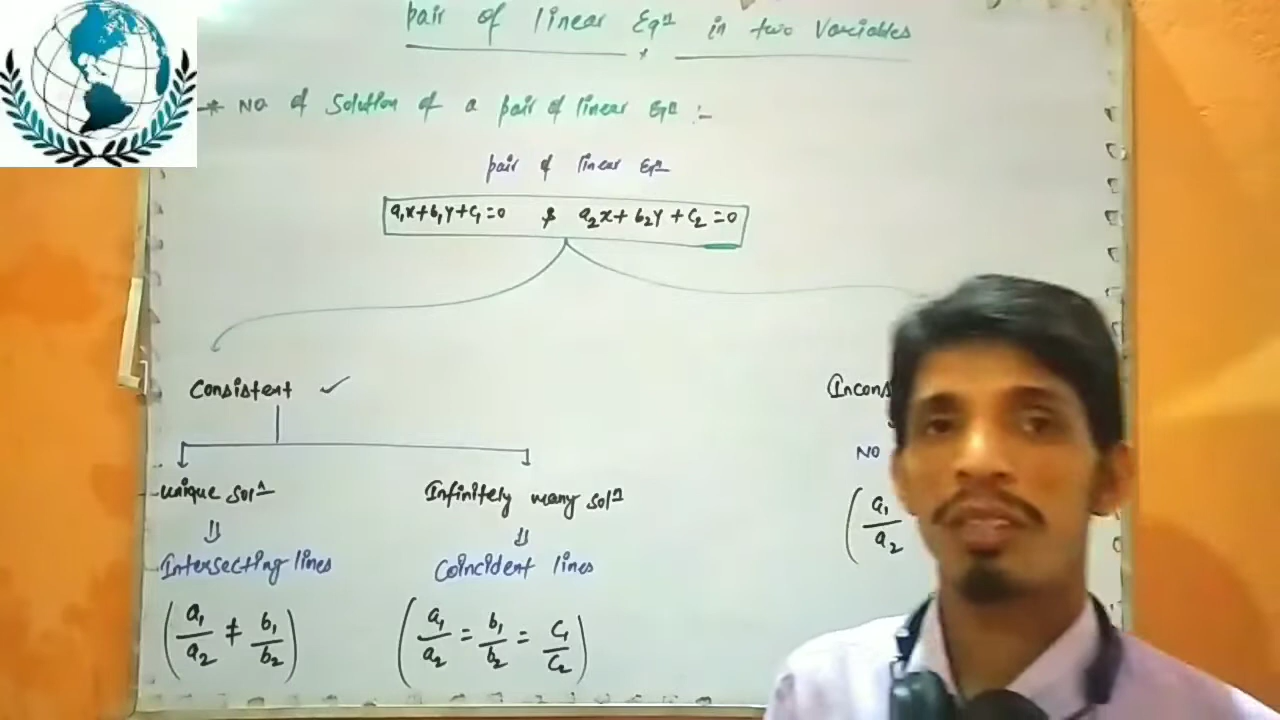 pair of linear Eqⁿ in two Variables
* No of Solution of a pair of linear Eqⁿ :-
pair of linear Eqⁿ
a₁x+b₁y+c₁=0 & a₂x+b₂y+c₂=0
Consistent ✓
Incons
unique solⁿ
Infinitely many solⁿ
NO
⇓ ⇓
Intersecting lines
Coincident lines
(a₁/a₂ ≠ b₁/b₂)
(a₁/a₂ = b₁/b₂ = c₁/c₂)
(a₁/a₂